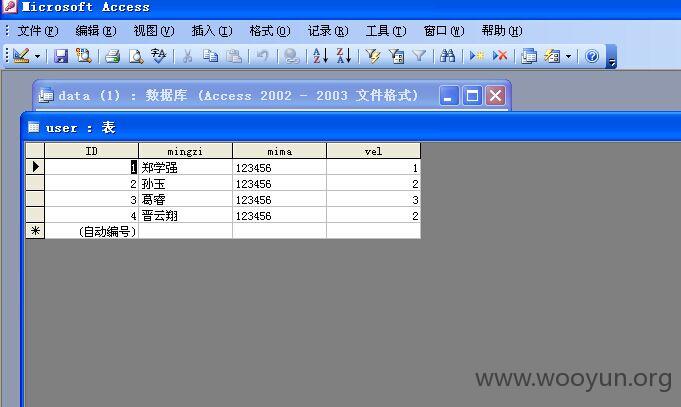 Microsoft Access
文件(F) 编辑(E) 视图(V) 插入(I) 格式(O) 记录(R) 工具(T) 窗口(W) 帮助(H)
data (1) : 数据库 (Access 2002 - 2003 文件格式)
user : 表
ID mingzi mima vel
1 郑学强 123456 1
2 孙玉 123456 2
3 葛睿 123456 3
4 晋云翔 123456 2
(自动编号)
www.wooyun.org